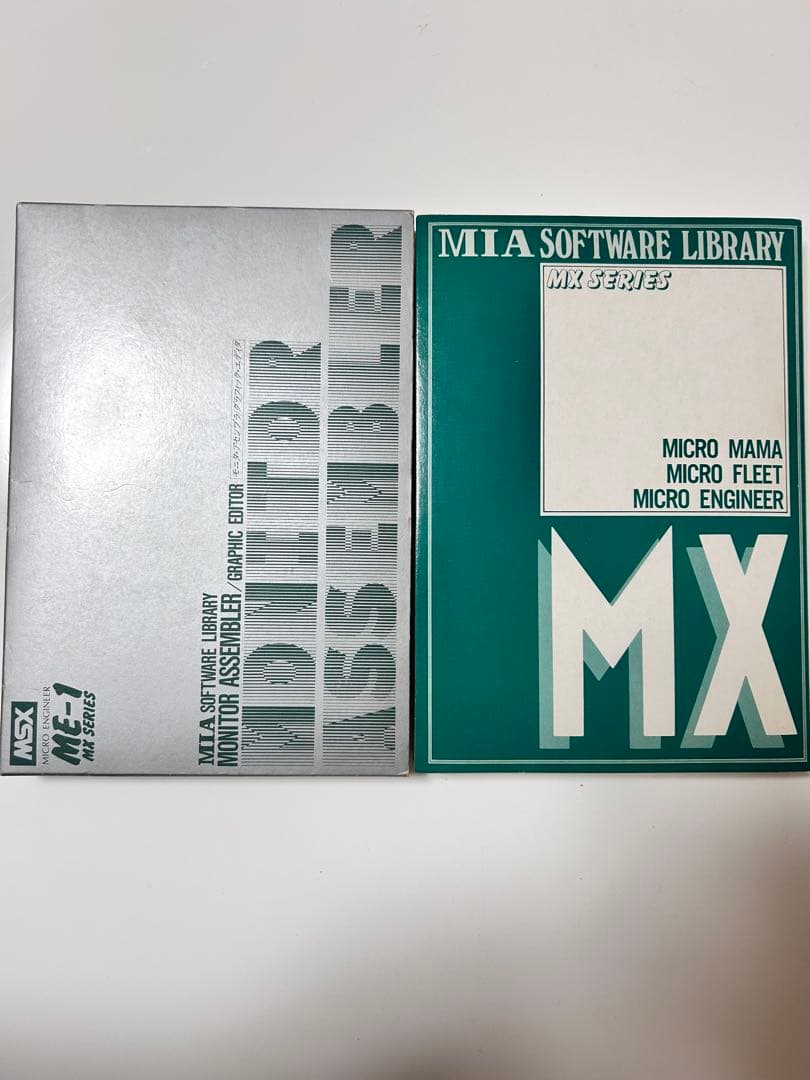 MSX
MICRO ENGINEER
ME-1
MX SERIES
MIA SOFTWARE LIBRARY
MONITOR ASSEMBLER/GRAPHIC EDITOR モニタ・アセンブラ/グラフィック・エディタ
MONITOR
ASSEMBLER
MIA SOFTWARE LIBRARY
MX SERIES
MICRO MAMA
MICRO FLEET
MICRO ENGINEER
MX